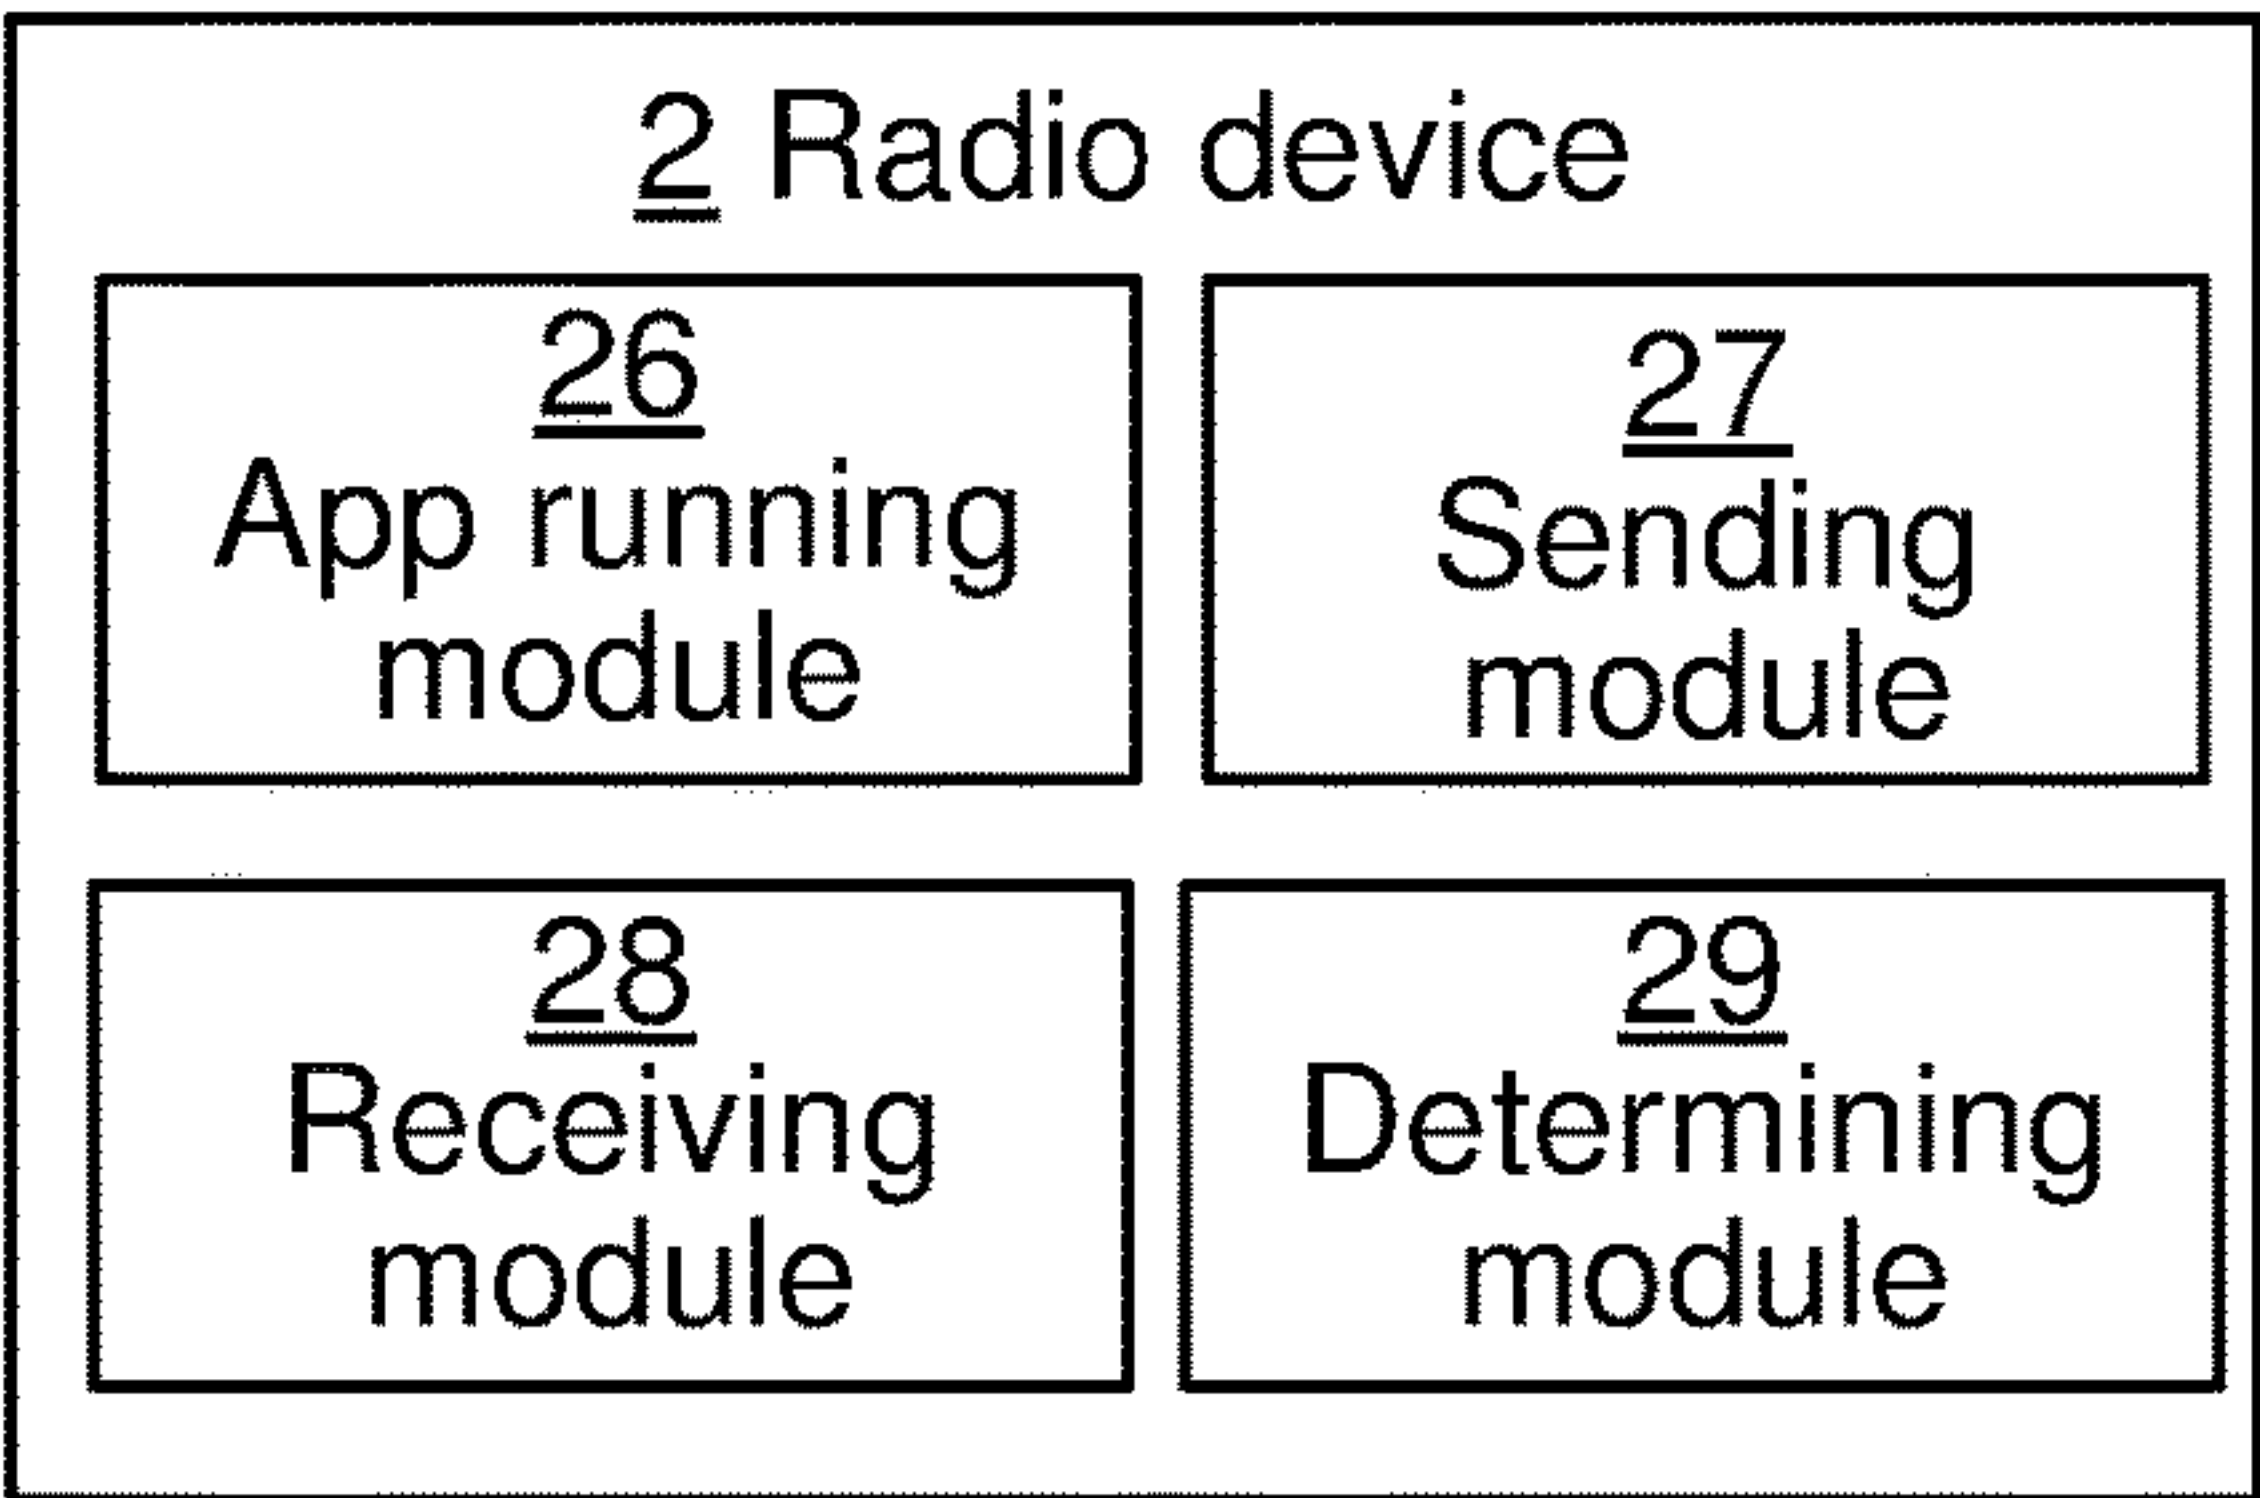 2 Radio device
26
App running
module
27
Sending
module
28
Receiving
module
29
Determining
module